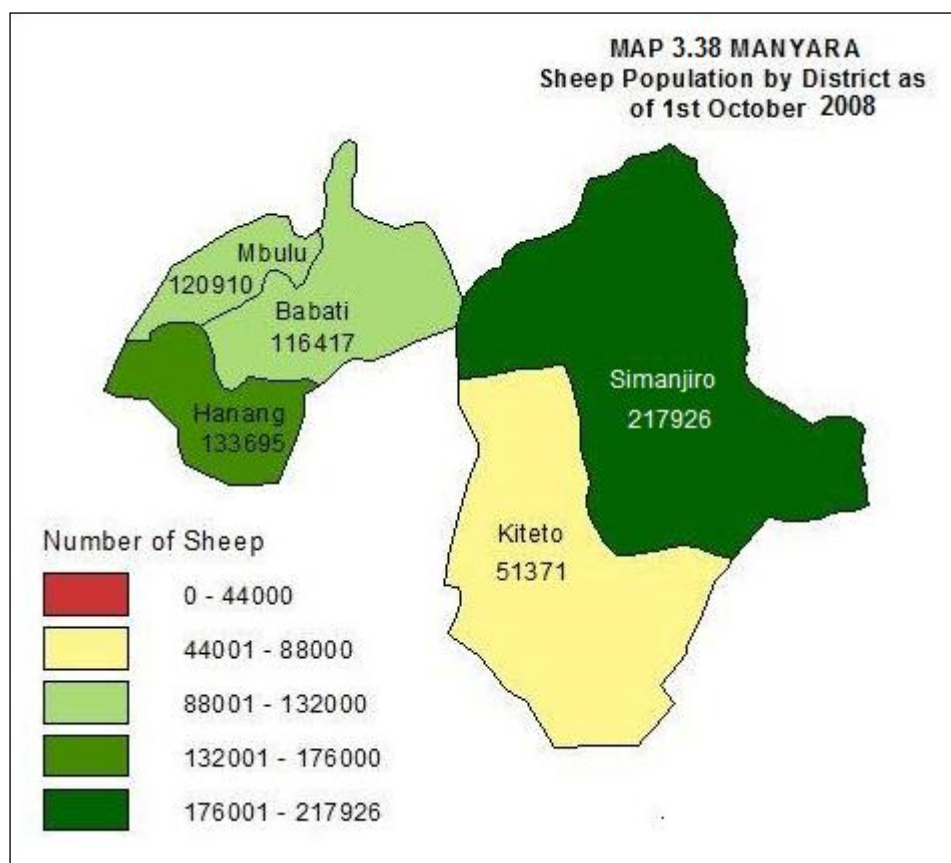 MAP 3.38 MANYARA
Sheep Population by District as
of 1st October 2008
Mbulu
120910
Babati
116417
Hanang
133695
Simanjiro
217926
Kiteto
51371
Number of Sheep
0 - 44000
44001 - 88000
88001 - 132000
132001 - 176000
176001 - 217926